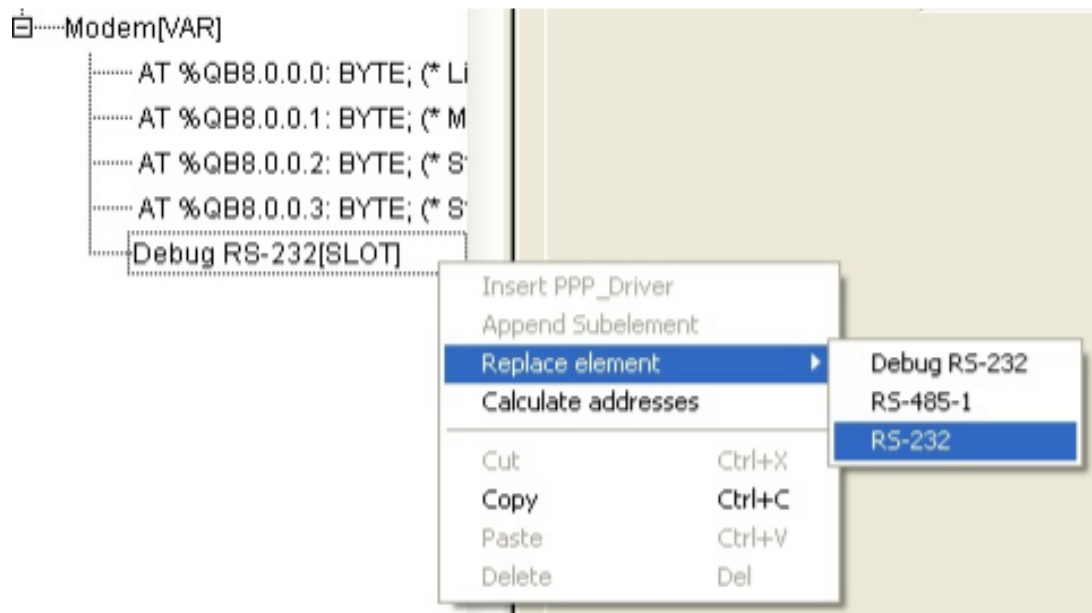 Modem[VAR]
AT %QB8.0.0.0: BYTE; (* Li
AT %QB8.0.0.1: BYTE; (* M
AT %QB8.0.0.2: BYTE; (* S
AT %QB8.0.0.3: BYTE; (* S
Debug RS-232[SLOT]
Insert PPP_Driver
Append Subelement
Replace element
Calculate addresses
Cut Ctrl+X
Copy Ctrl+C
Paste Ctrl+V
Delete Del
Debug RS-232
RS-485-1
RS-232